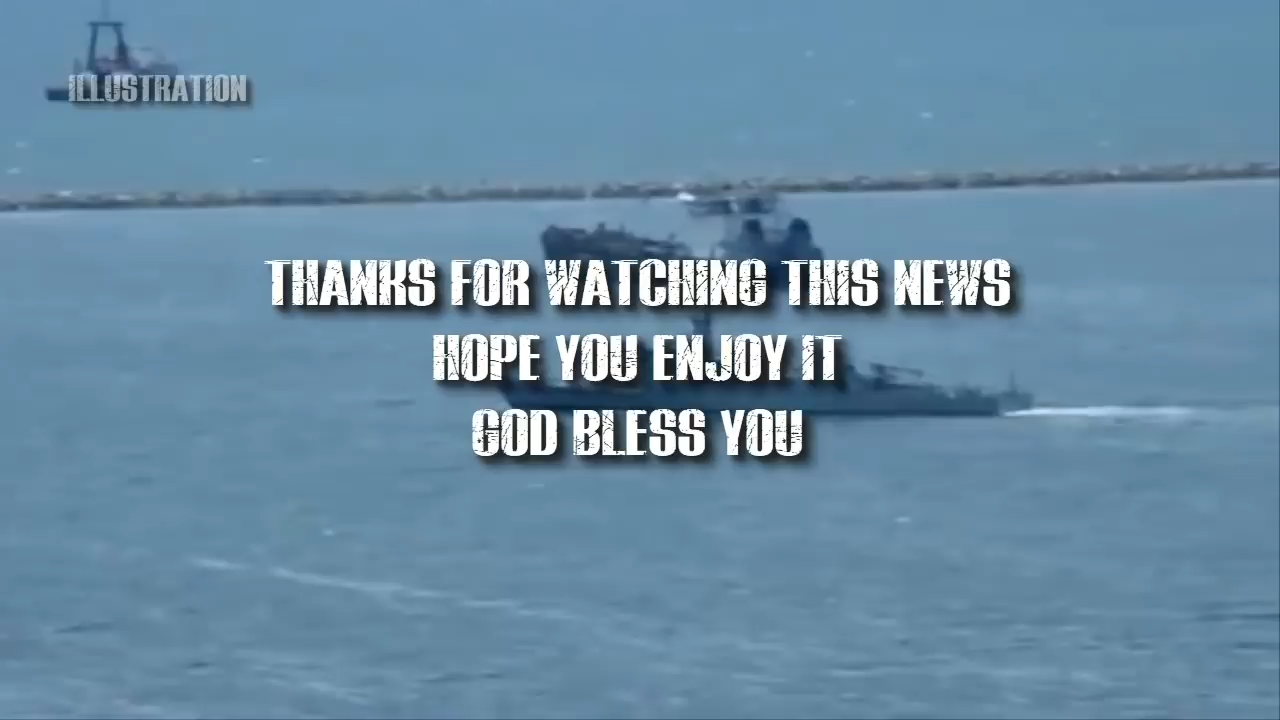 ILLUSTRATION
THANKS FOR WATCHING THIS NEWS
HOPE YOU ENJOY IT
GOD BLESS YOU